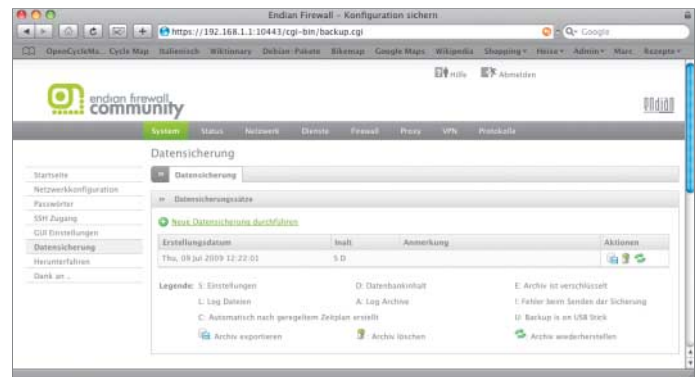 Endian Firewall – Konfiguration sichern
https://192.168.1.1:10443/cgi-bin/backup.cgi
Google
OpenCycleMa... Cycle Map Italienisch Wiktionary Debian-Pakete Bikemap Google Maps Wikipedia Shopping Heise Admin Marc Rezepte
Hilfe Abmelden
endian firewall
community
endian
System Status Netzwerk Dienste Firewall Proxy VPN Protokolle
Datensicherung
Startseite
Netzwerkkonfiguration
Passwörter
SSH Zugang
GUI Einstellungen
Datensicherung
Herunterfahren
Dank an ..
Datensicherung
Datensicherungssätze
Neue Datensicherung durchführen
Erstellungsdatum Inalt Anmerkung Aktionen
Thu, 09 Jul 2009 12:22:01 S D
Legende: S: Einstellungen D: Datenbankinhalt E: Archiv ist verschlüsselt
L: Log Dateien A: Log Archive !: Fehler beim Senden der Sicherung
C: Automatisch nach geregeltem Zeitplan erstellt U: Backup is on USB Stick
Archiv exportieren Archiv löschen Archiv wiederherstellen